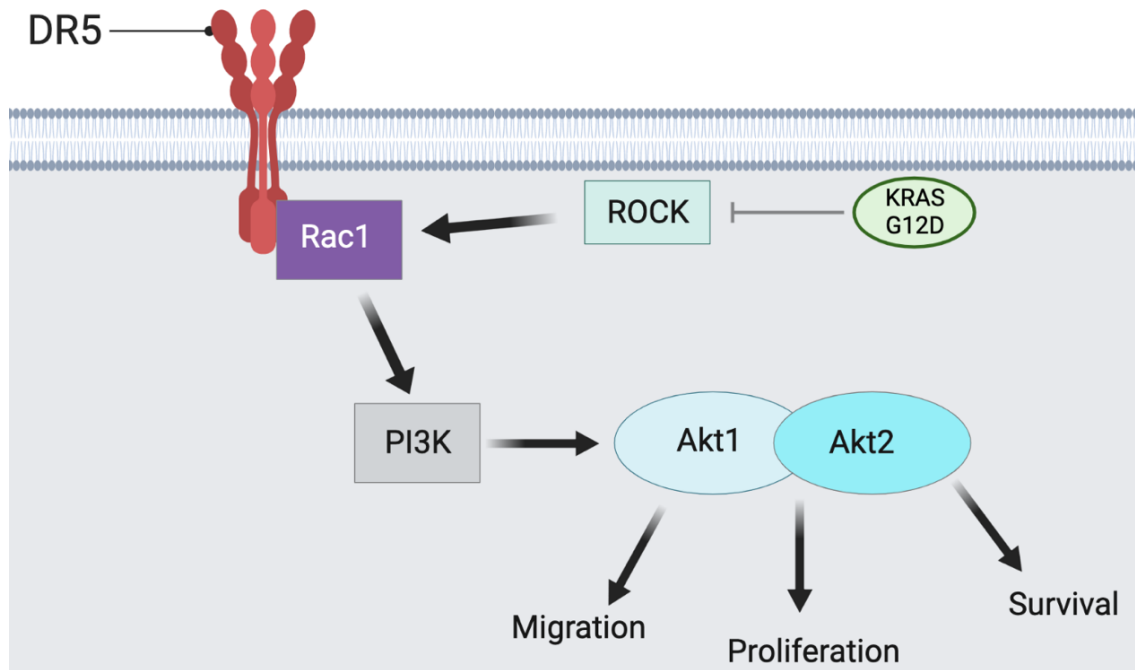 DR5
ROCK
KRAS
G12D
Rac1
PI3K
Akt1
Akt2
Migration
Proliferation
Survival